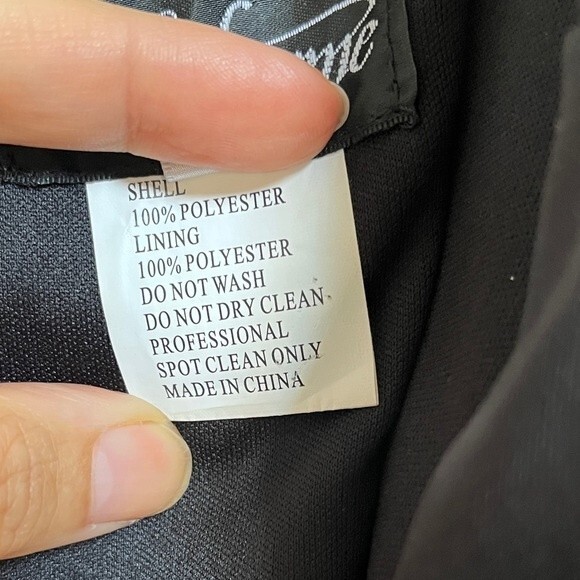 SHELL
100% POLYESTER
LINING
100% POLYESTER
DO NOT WASH
DO NOT DRY CLEAN
PROFESSIONAL
SPOT CLEAN ONLY
MADE IN CHINA